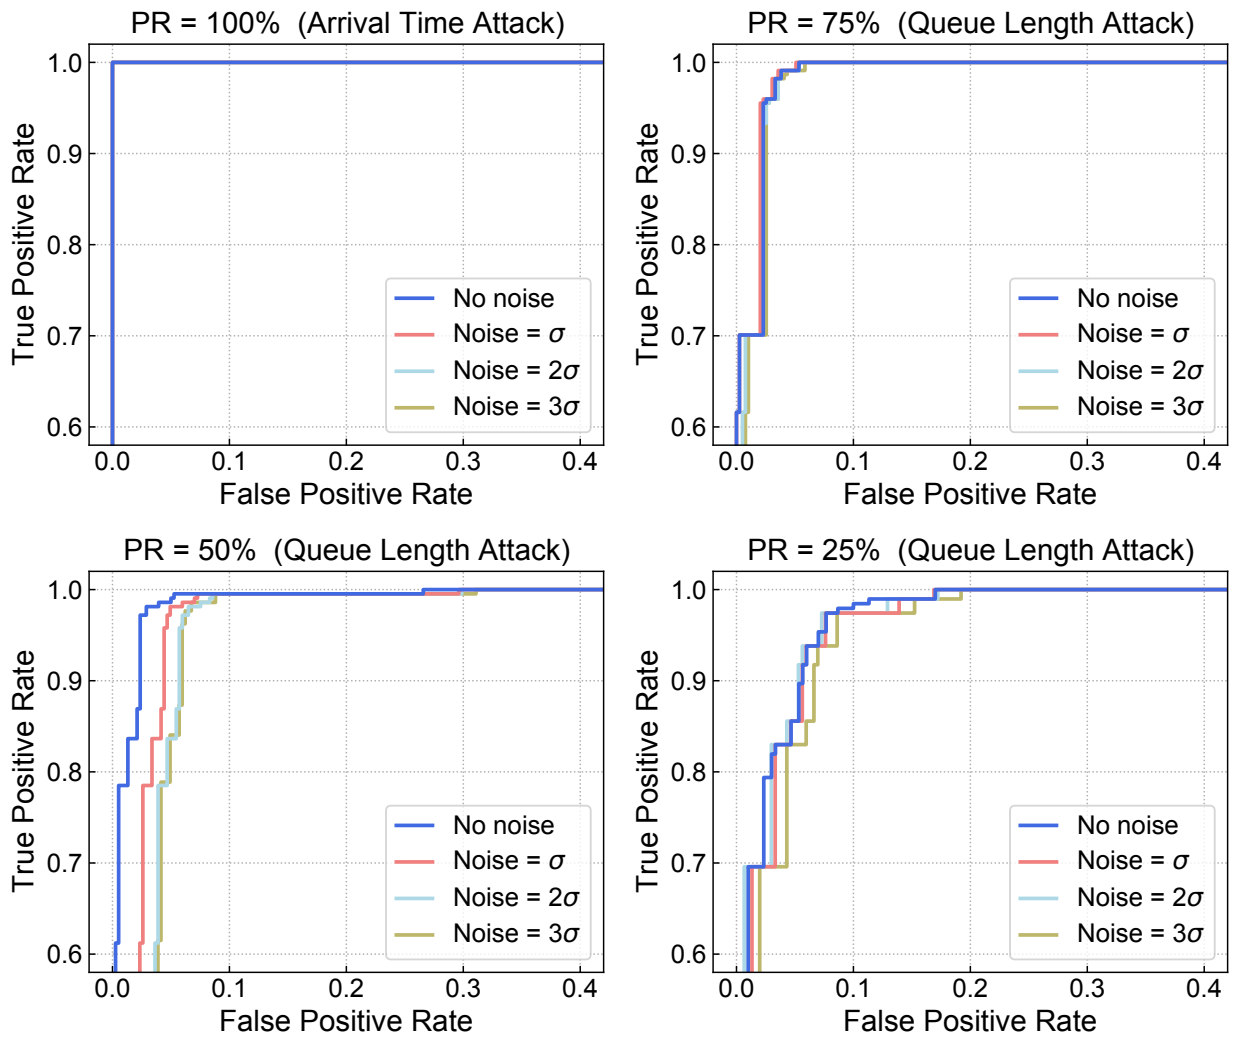 PR = 100%  (Arrival Time Attack)
True Positive Rate
1.0
0.9
0.8
0.7
0.6
No noise
Noise = σ
Noise = 2σ
Noise = 3σ
0.0 0.1 0.2 0.3 0.4
False Positive Rate
PR = 75%  (Queue Length Attack)
True Positive Rate
1.0
0.9
0.8
0.7
0.6
No noise
Noise = σ
Noise = 2σ
Noise = 3σ
0.0 0.1 0.2 0.3 0.4
False Positive Rate
PR = 50%  (Queue Length Attack)
True Positive Rate
1.0
0.9
0.8
0.7
0.6
No noise
Noise = σ
Noise = 2σ
Noise = 3σ
0.0 0.1 0.2 0.3 0.4
False Positive Rate
PR = 25%  (Queue Length Attack)
True Positive Rate
1.0
0.9
0.8
0.7
0.6
No noise
Noise = σ
Noise = 2σ
Noise = 3σ
0.0 0.1 0.2 0.3 0.4
False Positive Rate